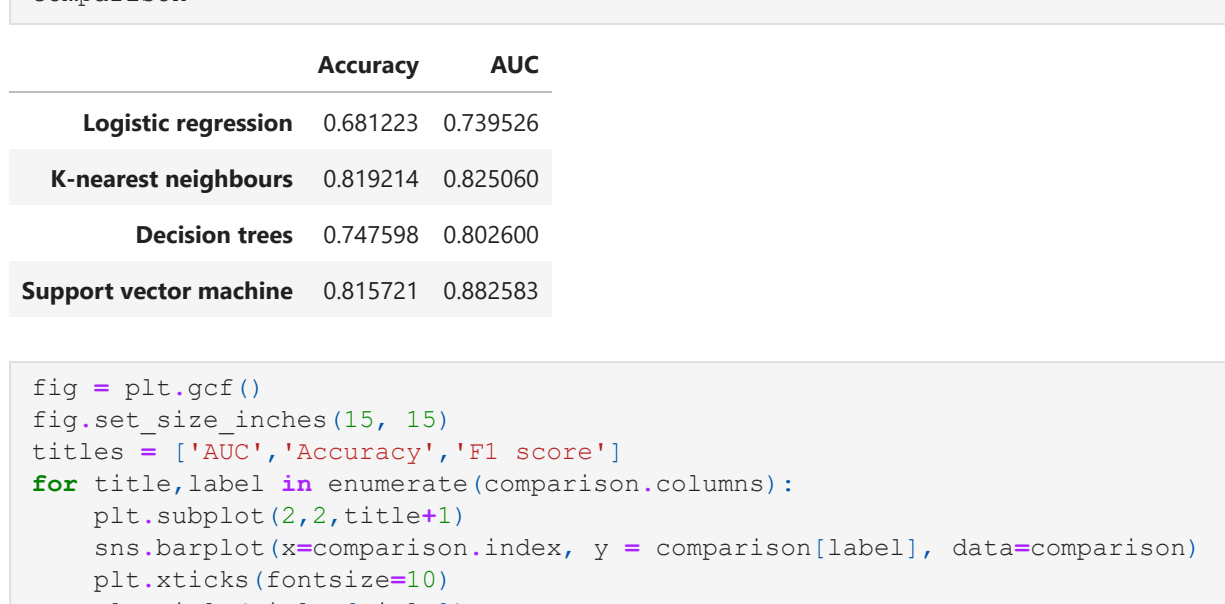 comparison
Accuracy AUC
Logistic regression 0.681223 0.739526
K-nearest neighbours 0.819214 0.825060
Decision trees 0.747598 0.802600
Support vector machine 0.815721 0.882583
fig = plt.gcf()
fig.set_size_inches(15, 15)
titles = ['AUC','Accuracy','F1 score']
for title,label in enumerate(comparison.columns):
    plt.subplot(2,2,title+1)
    sns.barplot(x=comparison.index, y = comparison[label], data=comparison)
    plt.xticks(fontsize=10)